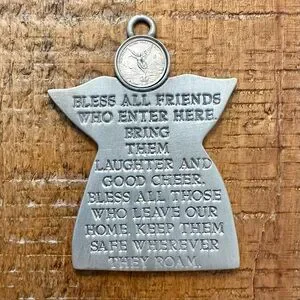 BLESS ALL FRIENDS
WHO ENTER HERE.
BRING
THEM
LAUGHTER AND
GOOD CHEER.
BLESS ALL THOSE
WHO LEAVE OUR
HOME. KEEP THEM
SAFE WHEREVER
THEY ROAM.